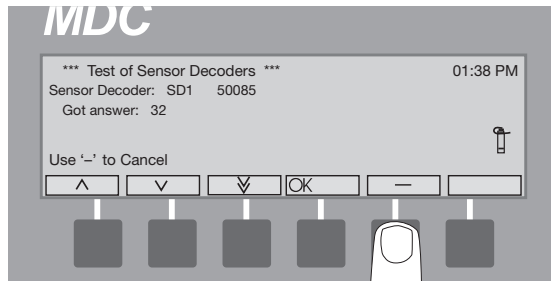 MDC
*** Test of Sensor Decoders *** 01:38 PM
Sensor Decoder: SD1 50085
Got answer: 32
Use ‘–’ to Cancel
OK —